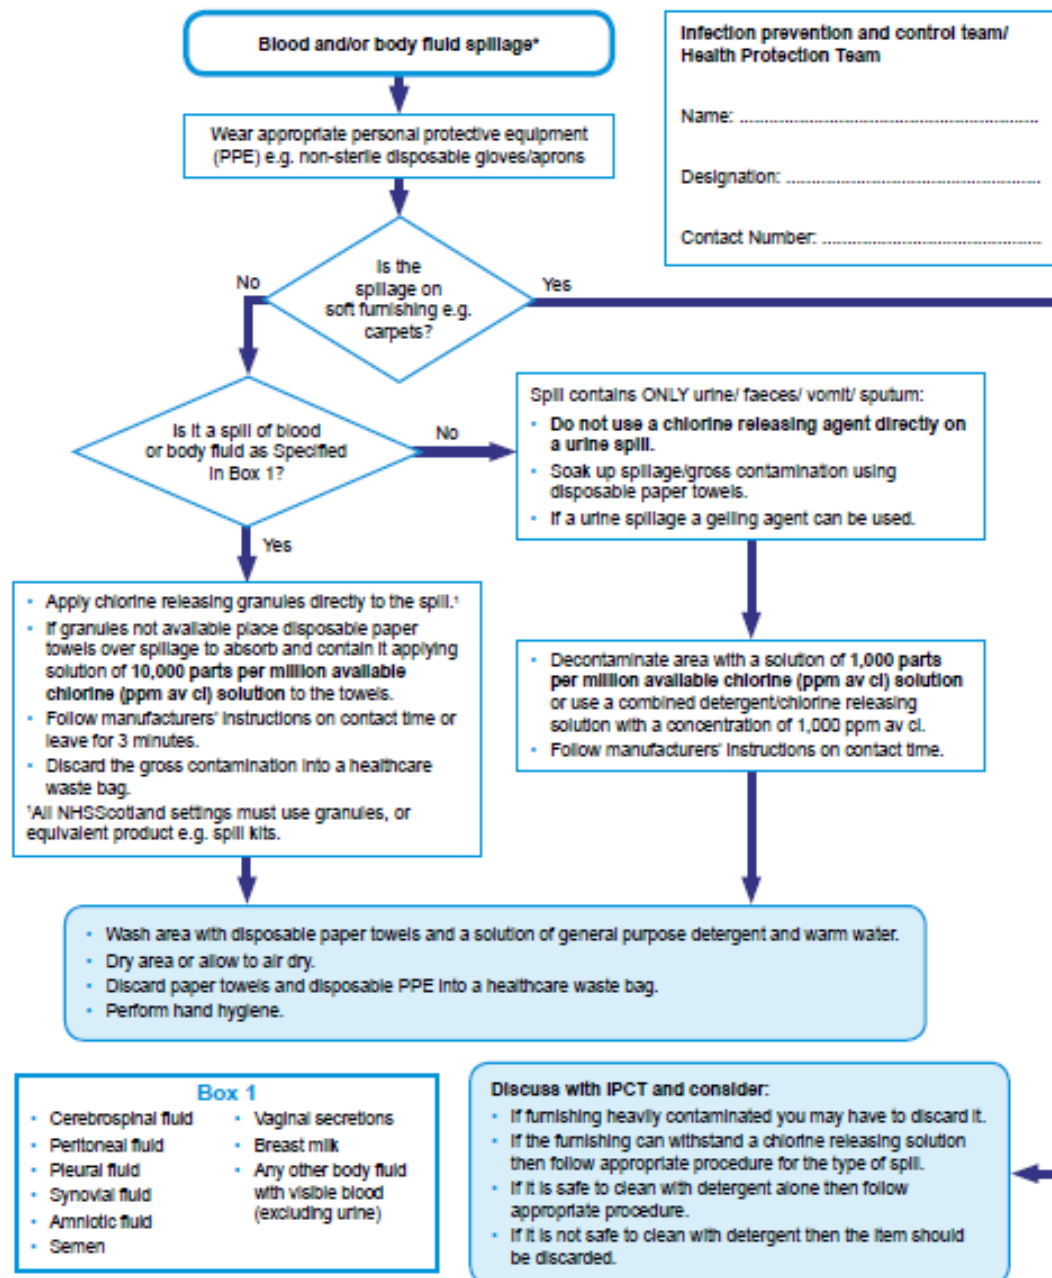 Blood and/or body fluid spillage*
Infection prevention and control team/
Health Protection Team
Name: ........................................................................
Designation: .............................................................
Contact Number: .....................................................
Wear appropriate personal protective equipment
(PPE) e.g. non-sterile disposable gloves/aprons
Is the
spillage on
soft furnishing e.g.
carpets?
No
Yes
Is it a spill of blood
or body fluid as Specified
in Box 1?
No
Yes
Spill contains ONLY urine/ faeces/ vomit/ sputum:
• Do not use a chlorine releasing agent directly on
a urine spill.
• Soak up spillage/gross contamination using
disposable paper towels.
• If a urine spillage a gelling agent can be used.
• Apply chlorine releasing granules directly to the spill.¹
• If granules not available place disposable paper
towels over spillage to absorb and contain it applying
solution of 10,000 parts per million available
chlorine (ppm av cl) solution to the towels.
• Follow manufacturers' instructions on contact time or
leave for 3 minutes.
• Discard the gross contamination into a healthcare
waste bag.
¹All NHSScotland settings must use granules, or
equivalent product e.g. spill kits.
• Decontaminate area with a solution of 1,000 parts
per million available chlorine (ppm av cl) solution
or use a combined detergent/chlorine releasing
solution with a concentration of 1,000 ppm av cl.
• Follow manufacturers' instructions on contact time.
• Wash area with disposable paper towels and a solution of general purpose detergent and warm water.
• Dry area or allow to air dry.
• Discard paper towels and disposable PPE into a healthcare waste bag.
• Perform hand hygiene.
Box 1
• Cerebrospinal fluid
• Peritoneal fluid
• Pleural fluid
• Synovial fluid
• Amniotic fluid
• Semen
• Vaginal secretions
• Breast milk
• Any other body fluid
with visible blood
(excluding urine)
Discuss with IPCT and consider:
• If furnishing heavily contaminated you may have to discard it.
• If the furnishing can withstand a chlorine releasing solution
then follow appropriate procedure for the type of spill.
• If it is safe to clean with detergent alone then follow
appropriate procedure.
• If it is not safe to clean with detergent then the item should
be discarded.